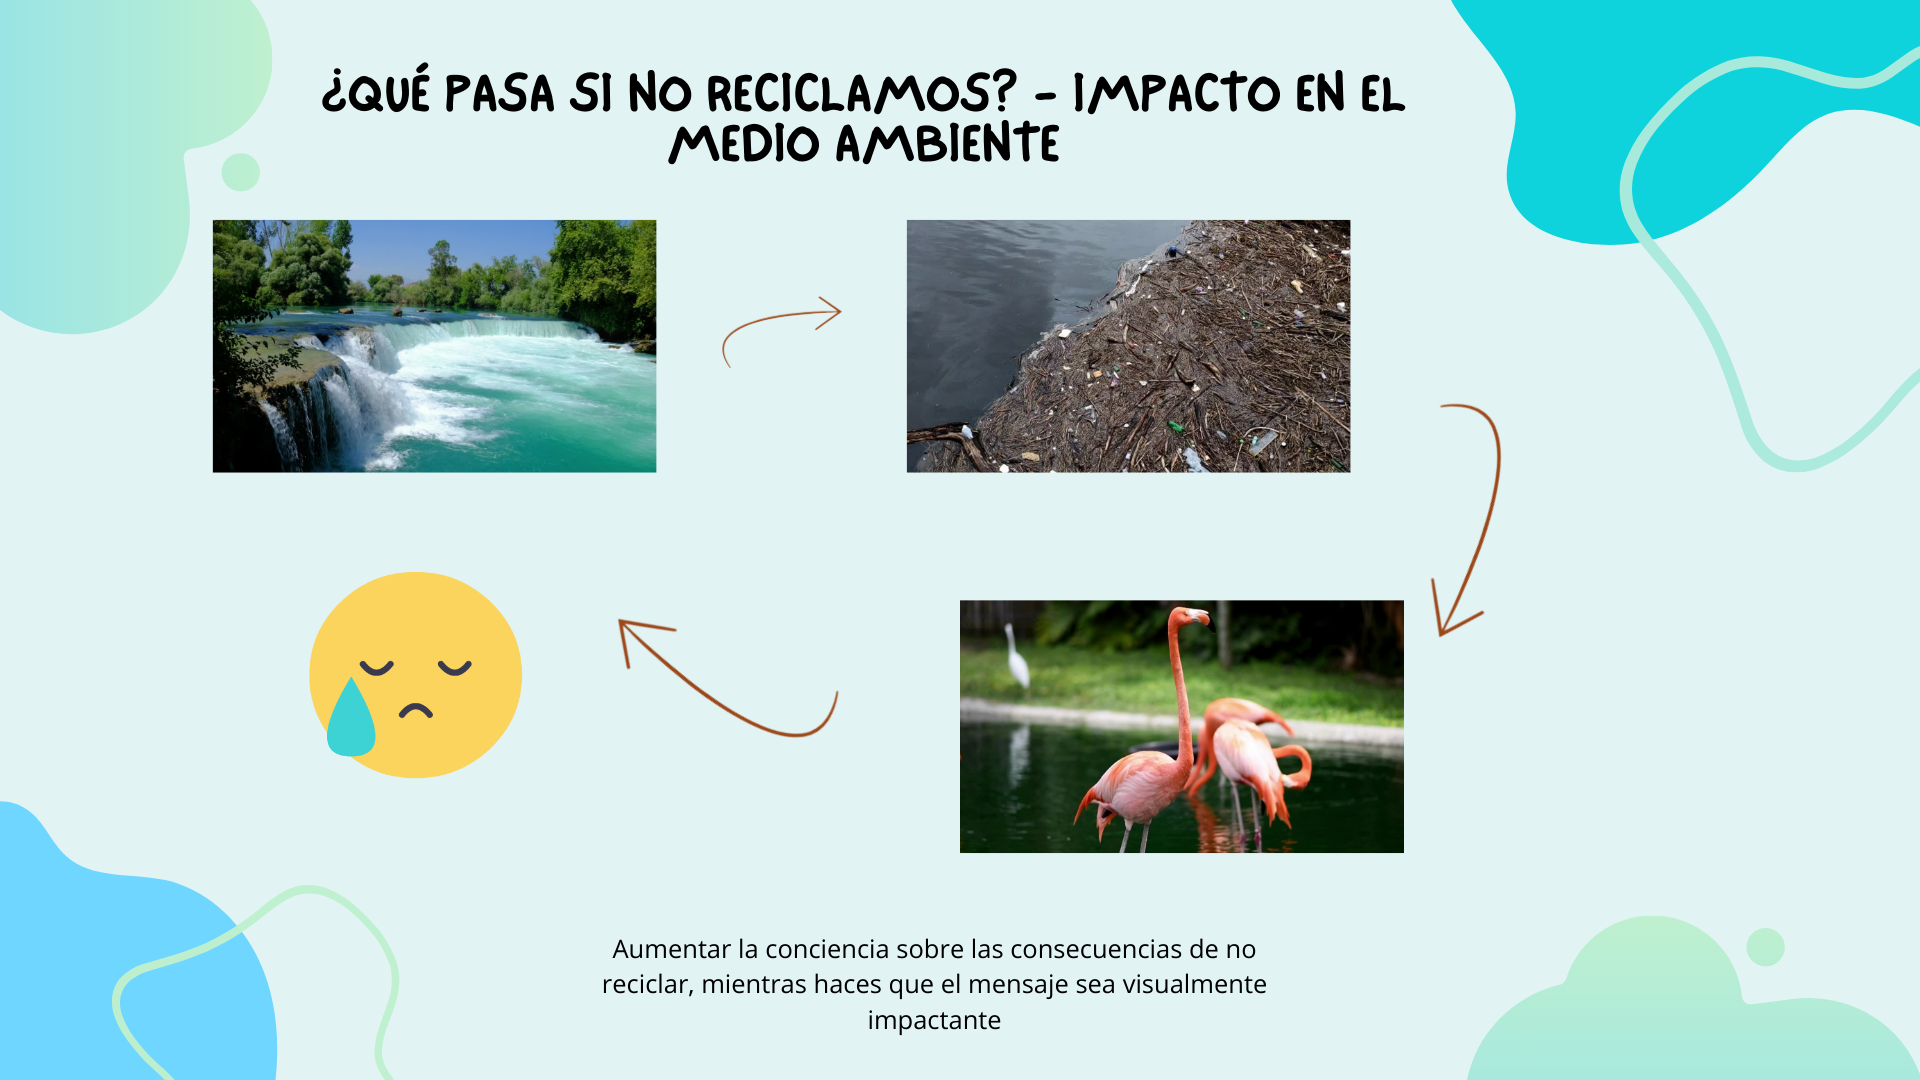 ¿QUÉ PASA SI NO RECICLAMOS? - IMPACTO EN EL
MEDIO AMBIENTE
Aumentar la conciencia sobre las consecuencias de no
reciclar, mientras haces que el mensaje sea visualmente
impactante